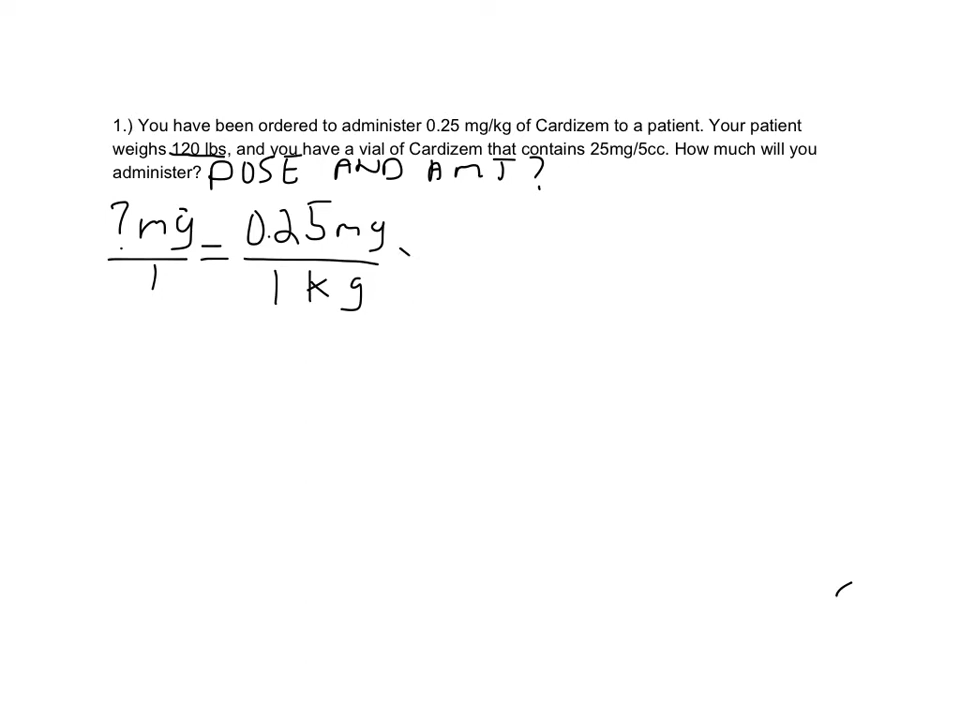 1.) You have been ordered to administer 0.25 mg/kg of Cardizem to a patient. Your patient
weighs 120 lbs, and you have a vial of Cardizem that contains 25mg/5cc. How much will you
administer? DOSE AND AMT?
?mg = 0.25mg
1 1kg